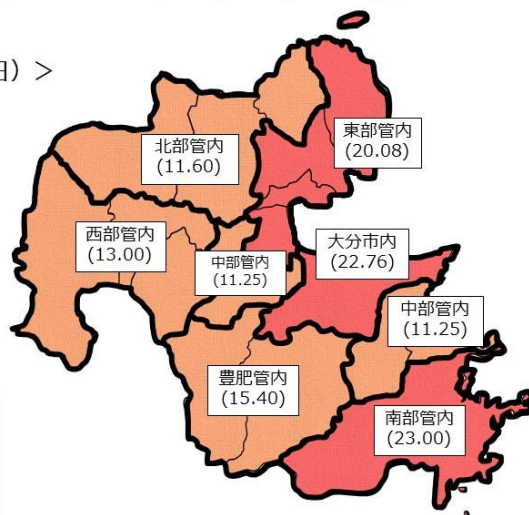 日）＞
東部管内
(20.08)
北部管内
(11.60)
西部管内
(13.00)
中部管内
(11.25)
大分市内
(22.76)
中部管内
(11.25)
豊肥管内
(15.40)
南部管内
(23.00)